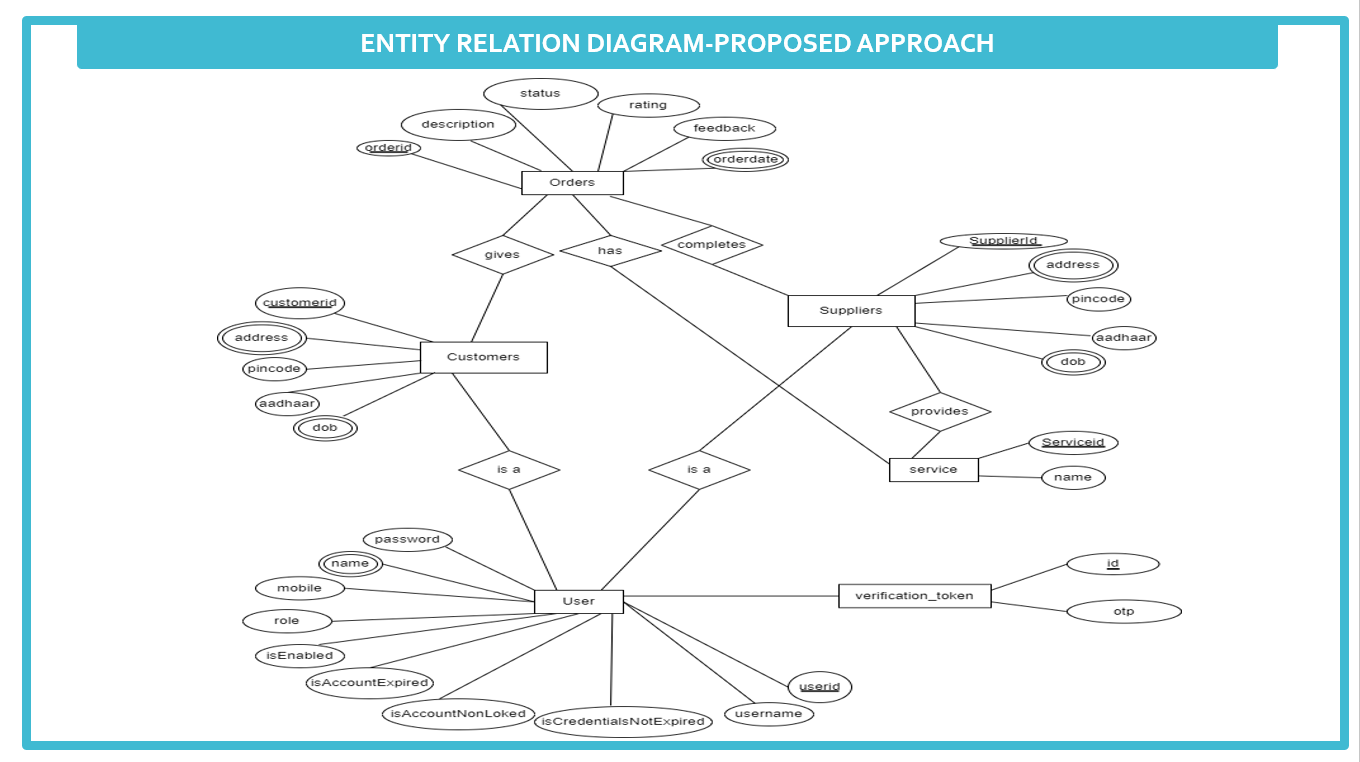 ENTITY RELATION DIAGRAM-PROPOSED APPROACH
status
rating
description
feedback
orderid
orderdate
Orders
gives
has
completes
SupplierId
address
pincode
aadhaar
dob
Suppliers
customerid
address
pincode
aadhaar
dob
Customers
provides
Serviceid
name
service
is a
is a
password
name
mobile
role
isEnabled
isAccountExpired
isAccountNonLoked
isCredentialsNotExpired
username
userid
User
verification_token
id
otp